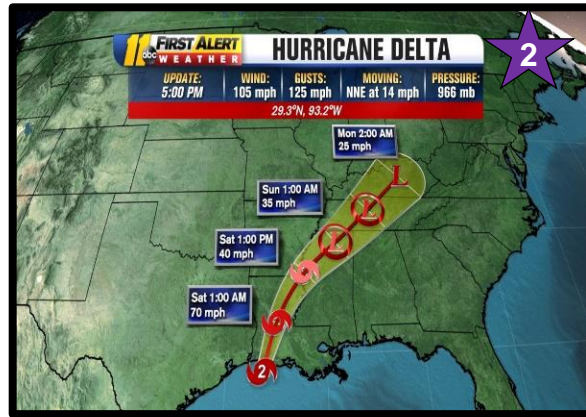 11 abc FIRST ALERT WEATHER
HURRICANE DELTA
2
UPDATE: WIND: GUSTS: MOVING: PRESSURE:
5:00 PM 105 mph 125 mph NNE at 14 mph 966 mb
29.3°N, 93.2°W
Mon 2:00 AM
25 mph
L
Sun 1:00 AM
35 mph
L
Sat 1:00 PM
40 mph
L
Sat 1:00 AM
70 mph
2